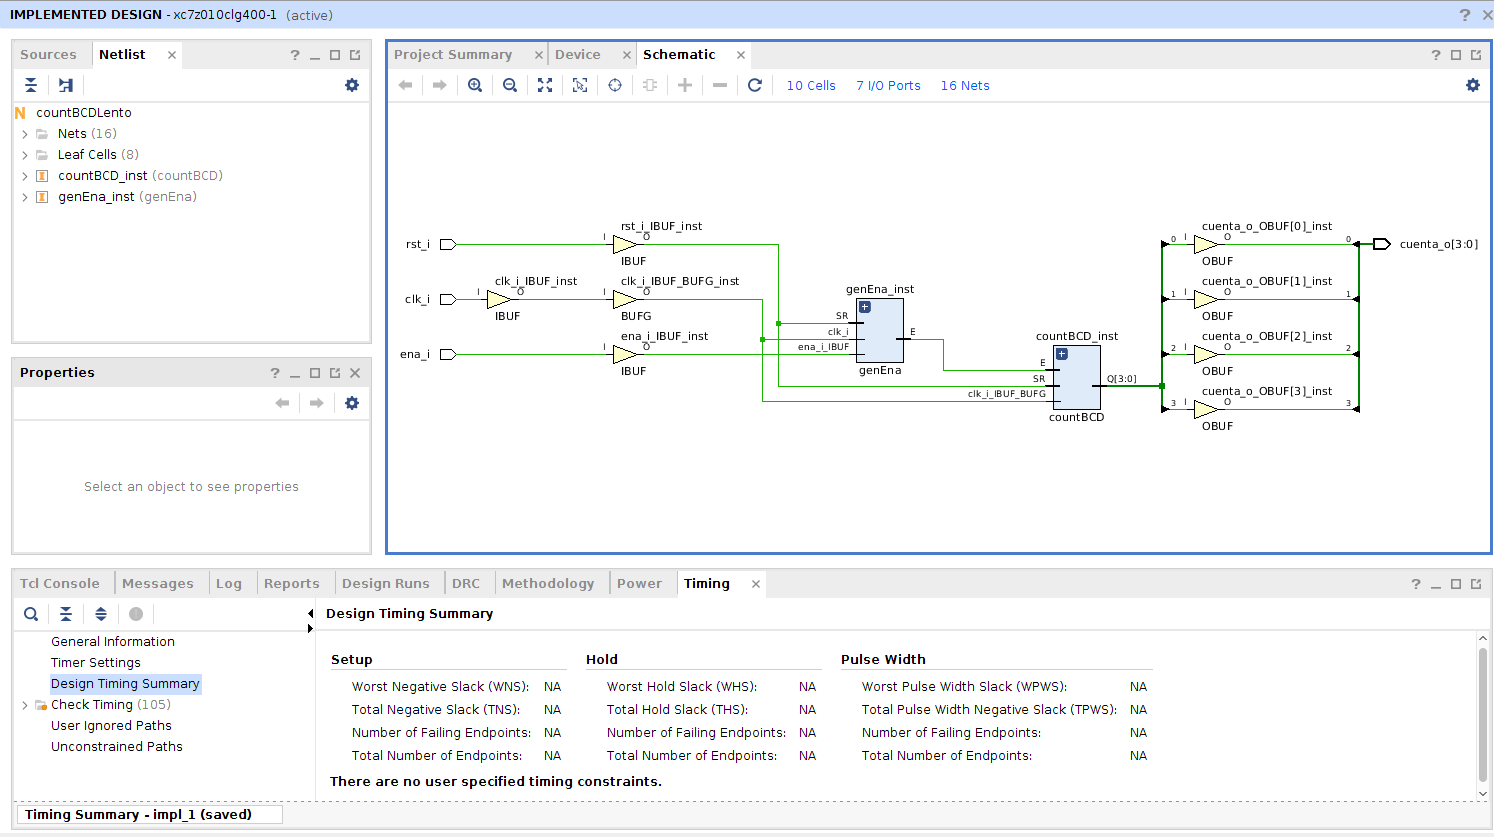 IMPLEMENTED DESIGN - xc7z010clg400-1 (active)
Sources
Netlist
countBCDLento
Nets (16)
Leaf Cells (8)
countBCD_inst (countBCD)
genEna_inst (genEna)
Properties
Select an object to see properties
Project Summary
Device
Schematic
10 Cells
7 I/O Ports
16 Nets
rst_i
I
rst_i_IBUF_inst
O
IBUF
clk_i
I
clk_i_IBUF_inst
O
IBUF
I
clk_i_IBUF_BUFG_inst
O
BUFG
ena_i
I
ena_i_IBUF_inst
O
IBUF
genEna_inst
SR
clk_i
ena_i_IBUF
E
genEna
countBCD_inst
E
SR
clk_i_IBUF_BUFG
Q[3:0]
countBCD
cuenta_o_OBUF[0]_inst
0
I
O
0
OBUF
cuenta_o[3:0]
cuenta_o_OBUF[1]_inst
1
I
O
1
OBUF
cuenta_o_OBUF[2]_inst
2
I
O
2
OBUF
cuenta_o_OBUF[3]_inst
3
I
O
3
OBUF
Tcl Console
Messages
Log
Reports
Design Runs
DRC
Methodology
Power
Timing
General Information
Timer Settings
Design Timing Summary
Check Timing (105)
User Ignored Paths
Unconstrained Paths
Design Timing Summary
Setup
Worst Negative Slack (WNS): NA
Total Negative Slack (TNS): NA
Number of Failing Endpoints: NA
Total Number of Endpoints: NA
Hold
Worst Hold Slack (WHS): NA
Total Hold Slack (THS): NA
Number of Failing Endpoints: NA
Total Number of Endpoints: NA
Pulse Width
Worst Pulse Width Slack (WPWS): NA
Total Pulse Width Negative Slack (TPWS): NA
Number of Failing Endpoints: NA
Total Number of Endpoints: NA
There are no user specified timing constraints.
Timing Summary - impl_1 (saved)